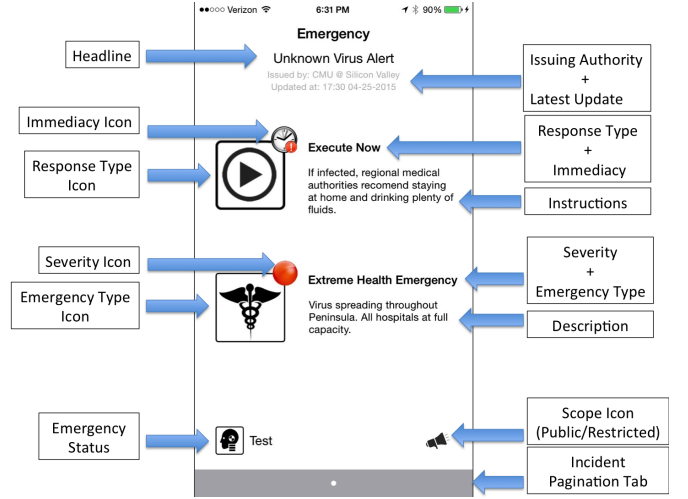 Verizon 6:31 PM 90%
Emergency
Headline
Unknown Virus Alert
Issued by: CMU @ Silicon Valley
Updated at: 17:30 04-25-2015
Issuing Authority
+
Latest Update
Immediacy Icon
Response Type
Icon
Execute Now
If infected, regional medical
authorities recomend staying
at home and drinking plenty of
fluids.
Response Type
+
Immediacy
Instructions
Severity Icon
Emergency Type
Icon
Extreme Health Emergency
Virus spreading throughout
Peninsula. All hospitals at full
capacity.
Severity
+
Emergency Type
Description
Emergency
Status
Test
Scope Icon
(Public/Restricted)
Incident
Pagination Tab